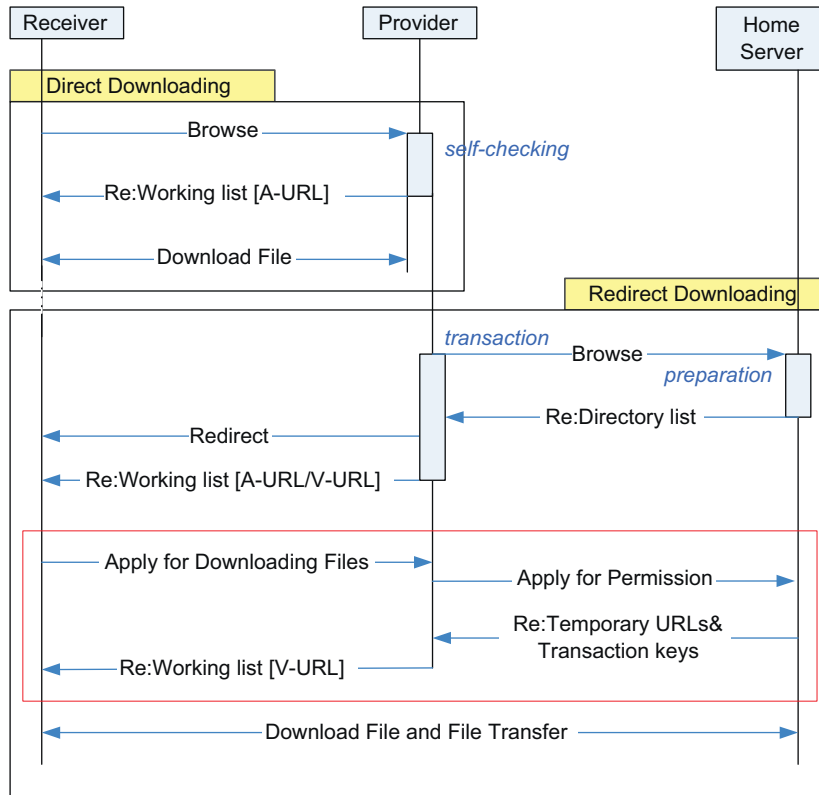 Receiver
Provider
Home
Server
Direct Downloading
Browse
self-checking
Re:Working list [A-URL]
Download File
Redirect Downloading
transaction
Browse
preparation
Re:Directory list
Redirect
Re:Working list [A-URL/V-URL]
Apply for Downloading Files
Apply for Permission
Re:Temporary URLs&
Transaction keys
Re:Working list [V-URL]
Download File and File Transfer